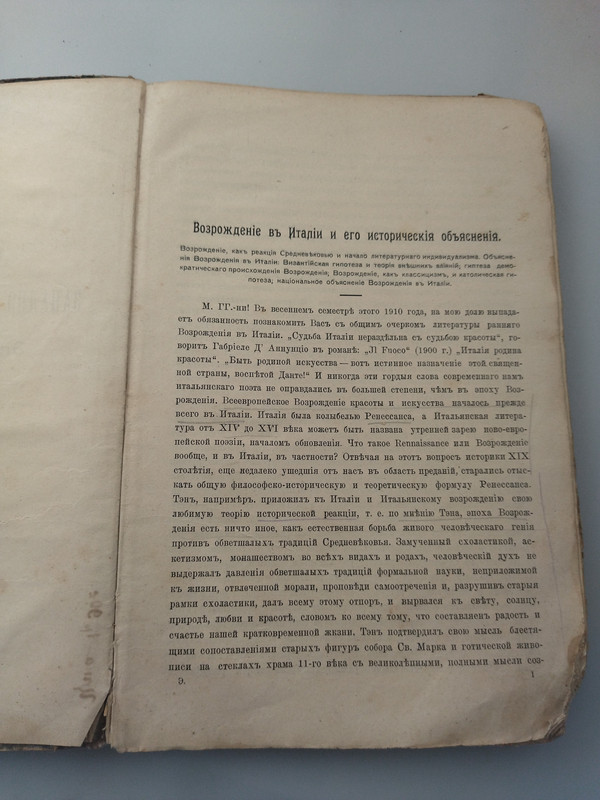 Возрожденіе въ Италіи и его историческія объясненія.
Возрожденіе, какъ реакція Средневѣковью и начало литературнаго индивидуализма. Объясне-
нія Возрожденія въ Италіи: Византійская гипотеза и теорія внѣшнихъ вліяній; гиптеза демо-
кратическаго происхожденія Возрожденія, Возрожденіе, какъ классицизмъ, и католическая ги-
потеза; національное объясненіе Возрожденія въ Италіи.
М. ГГ.-ни! Въ весеннемъ семестрѣ этого 1910 года, на мою долю выпада-
етъ обязанность познакомить Васъ съ общимъ очеркомъ литературы ранняго
Возрожденія въ Италіи. „Судьба Италіи нераздѣльна съ судьбою красоты“, го-
воритъ Габріеле Д' Аннунціо въ романѣ: „Jl Fuoco“ (1900 г.) „Италія родина
красоты“. „Быть родиной искусства—вотъ истинное назначеніе этой священ-
ной страны, воспѣтой Данте!“ И никогда эти гордыя слова современнаго намъ
итальянскаго поэта не оправдались въ большей степени, чѣмъ въ эпоху Воз-
рожденія. Всеевропейское Возрожденіе красоты и искусства началось прежде
всего въ Италіи. Италія была колыбелью Ренессанса, а Итальянская литера-
тура отъ XIV до XVI вѣка можетъ быть названа утренней зарею ново-евро-
пейской поэзіи, началомъ обновленія. Что такое Rennaissance или Возрожденіе
вообще, и въ Италіи, въ частности? Отвѣчая на этотъ вопросъ историки XIX
столѣтія, еще недалеко ушедшія отъ насъ въ область преданій, старались отыс-
кать общую философско-историческую и теоретическую формулу Ренессанса.
Тэнъ, напримѣръ, приложилъ къ Италіи и Итальянскому возрожденію свою
любимую теорію исторической реакціи, т. е. по мнѣнію Тэна, эпоха Возрож-
денія есть ничто иное, какъ естественная борьба живого человѣческаго генія
противъ обветшалыхъ традицій Средневѣковья. Замученный схоластикой, ас-
кетизмомъ, монашествомъ во всѣхъ видахъ и родахъ, человѣческій духъ не
выдержалъ давленія обветшалыхъ традицій формальной науки, неприложимой
къ жизни, отвлеченной морали, проповѣди самоотреченія и, разрушивъ старыя
рамки схоластики, далъ всему этому отпоръ, и вырвался къ свѣту, солнцу,
природѣ, любви и красотѣ, словомъ ко всему тому, что составляетъ радость и
счастье нашей кратковременной жизни. Тэнъ подтвердилъ свою мысль блестя-
щими сопоставленіями старыхъ фигуръ собора Св. Марка и готической живо-
писи на стеклахъ храма 11-го вѣка съ великолѣпными, полными мысли соз-
9. 1